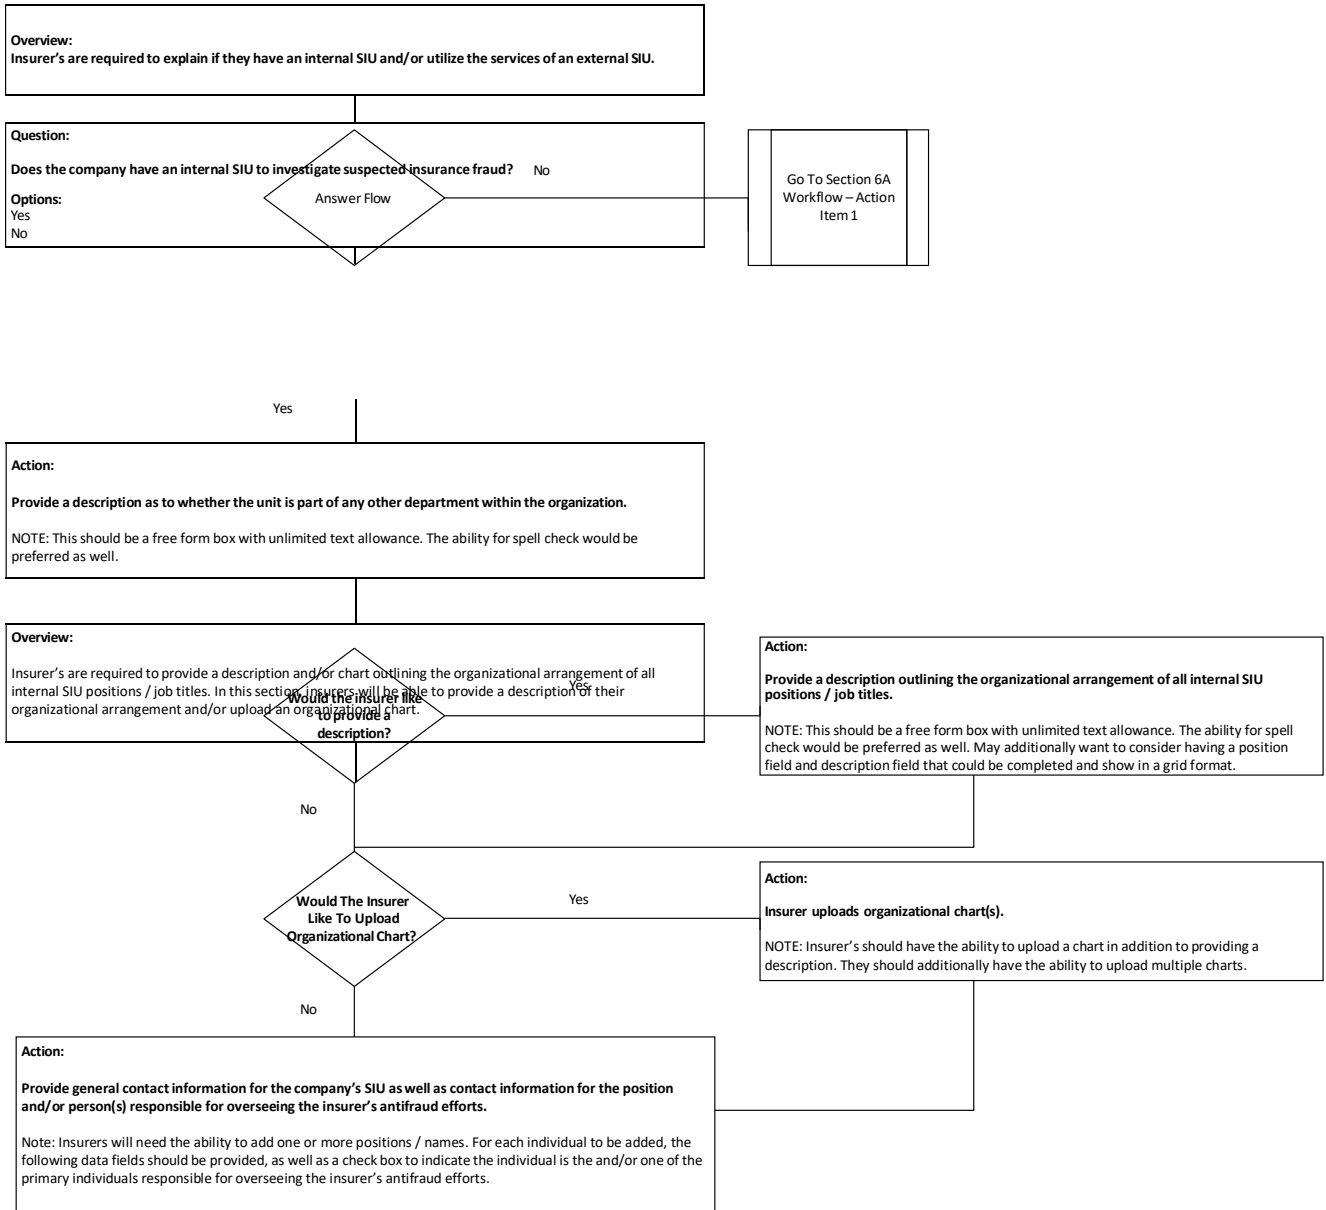 Overview:
Insurer's are required to explain if they have an internal SIU and/or utilize the services of an external SIU.
Question:
Does the company have an internal SIU to investigate suspected insurance fraud?
No
Options:
Yes
No
Answer Flow
Go To Section 6A
Workflow – Action
Item 1
Yes
Action:
Provide a description as to whether the unit is part of any other department within the organization.
NOTE: This should be a free form box with unlimited text allowance. The ability for spell check would be
preferred as well.
Overview:
Insurer's are required to provide a description and/or chart outlining the organizational arrangement of all
internal SIU positions / job titles. In this section, insurers will be able to provide a description of their
organizational arrangement and/or upload an organizational chart.
Would the insurer like
to provide a
description?
Yes
Action:
Provide a description outlining the organizational arrangement of all internal SIU
positions / job titles.
NOTE: This should be a free form box with unlimited text allowance. The ability for spell
check would be preferred as well. May additionally want to consider having a position
field and description field that could be completed and show in a grid format.
No
Would The Insurer
Like To Upload
Organizational Chart?
Yes
Action:
Insurer uploads organizational chart(s).
NOTE: Insurer's should have the ability to upload a chart in addition to providing a
description. They should additionally have the ability to upload multiple charts.
No
Action:
Provide general contact information for the company's SIU as well as contact information for the position
and/or person(s) responsible for overseeing the insurer's antifraud efforts.
Note: Insurers will need the ability to add one or more positions / names. For each individual to be added, the
following data fields should be provided, as well as a check box to indicate the individual is the and/or one of the
primary individuals responsible for overseeing the insurer's antifraud efforts.